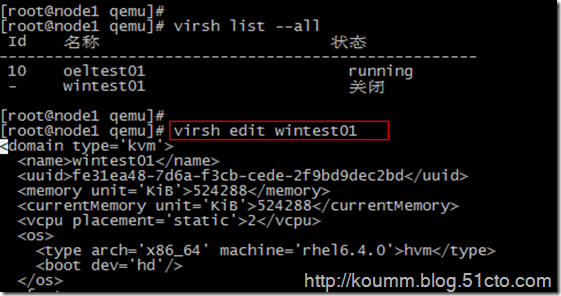 [root@node1 qemu]#
[root@node1 qemu]# virsh list --all
Id 名称 状态
----------------------------------------------------
10 oeltest01 running
- wintest01 关闭
[root@node1 qemu]#
[root@node1 qemu]# virsh edit wintest01
<domain type='kvm'>
<name>wintest01</name>
<uuid>fe31ea48-7d6a-f3cb-cede-2f9bd9dec2bd</uuid>
<memory unit='KiB'>524288</memory>
<currentMemory unit='KiB'>524288</currentMemory>
<vcpu placement='static'>2</vcpu>
<os>
<type arch='x86_64' machine='rhel6.4.0'>hvm</type>
<boot dev='hd'/>
</os>
http://koumm.blog.51cto.com